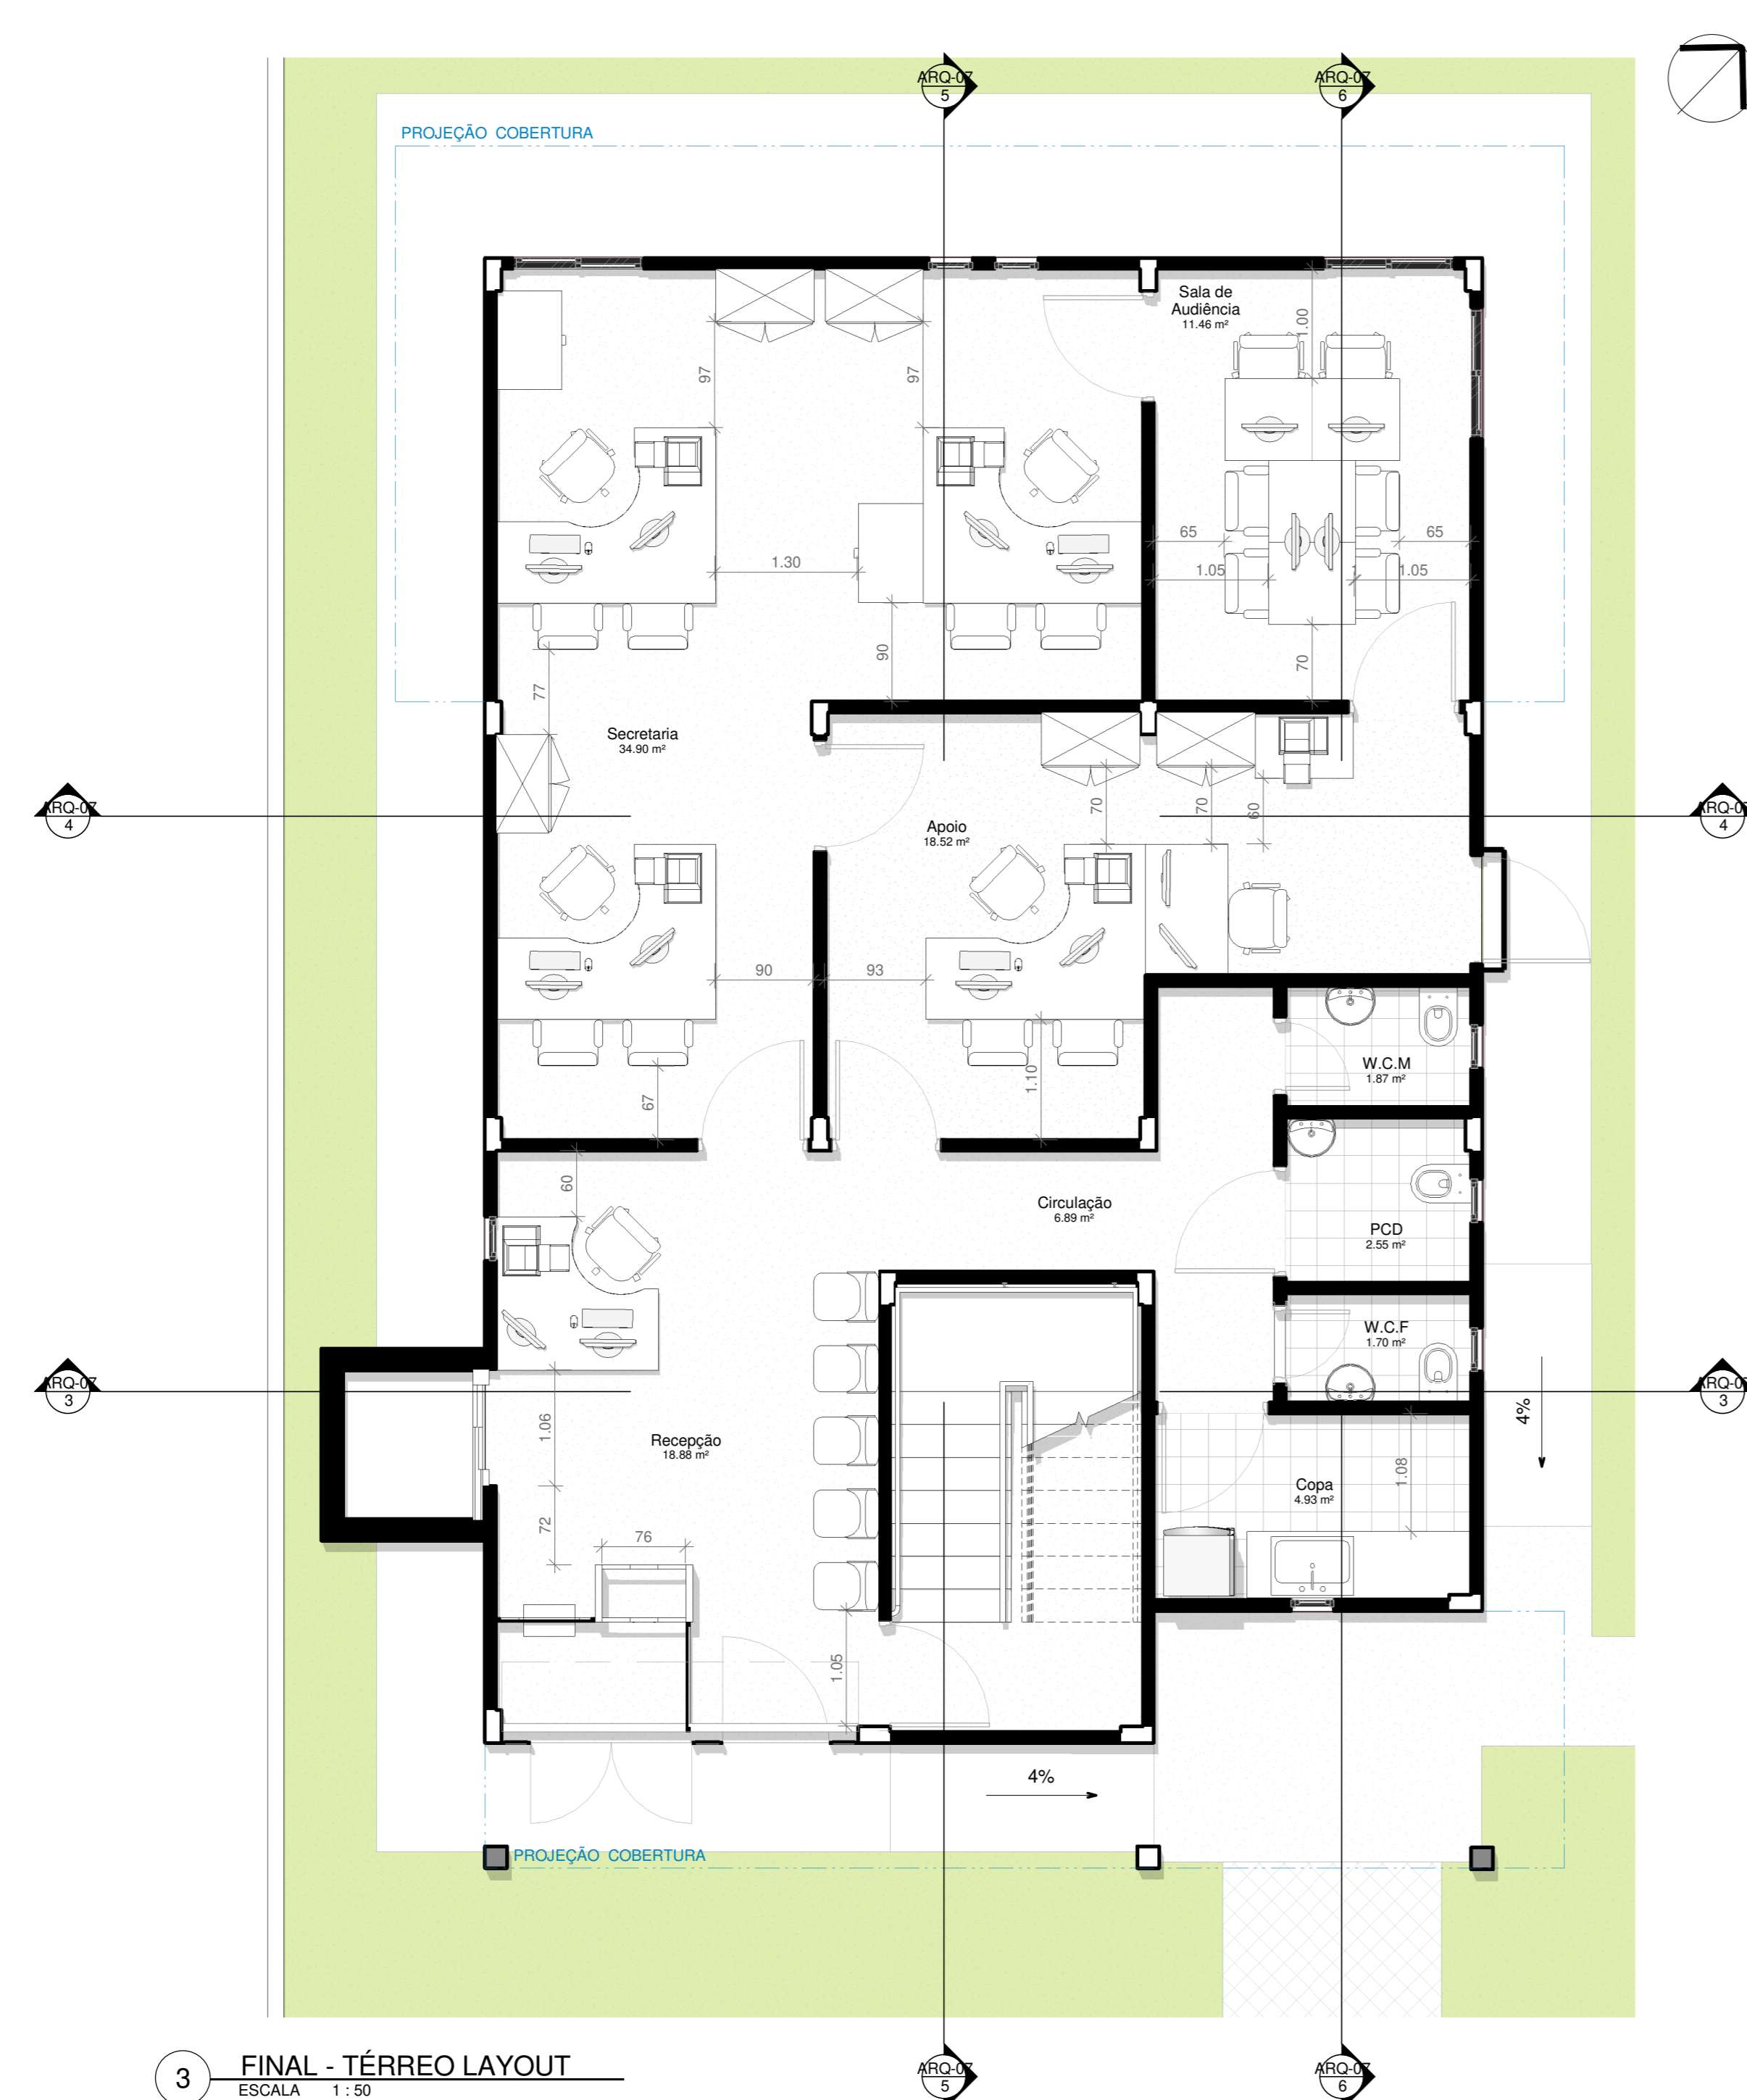 ARQ-07
5
ARQ-07
6
PROJEÇÃO COBERTURA
Sala de
Audiência
11.46 m²
1.00
97
97
65
65
1.30
1.05
1
1.05
90
70
77
Secretaria
34.90 m²
ARQ-07
4
ARQ-07
4
70
70
60
Apoio
18.52 m²
90
93
W.C.M
1.87 m²
1.10
67
60
Circulação
6.89 m²
PCD
2.55 m²
W.C.F
1.70 m²
ARQ-07
3
ARQ-07
3
4%
1.06
Recepção
18.88 m²
1.08
Copa
4.93 m²
72
76
1.05
4%
PROJEÇÃO COBERTURA
3
FINAL - TÉRREO LAYOUT
ESCALA 1 : 50
ARQ-07
5
ARQ-07
6